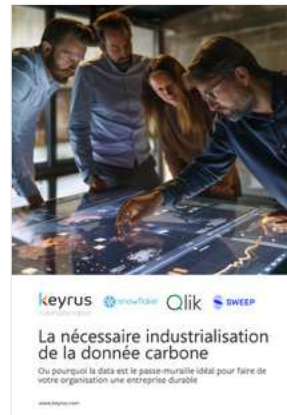 keyrus
snowflake
Qlik
SWEEP
La nécessaire industrialisation
de la donnée carbone
Ou pourquoi la data est le passe-muraille idéal pour faire de
votre organisation une entreprise durable
www.keyrus.com